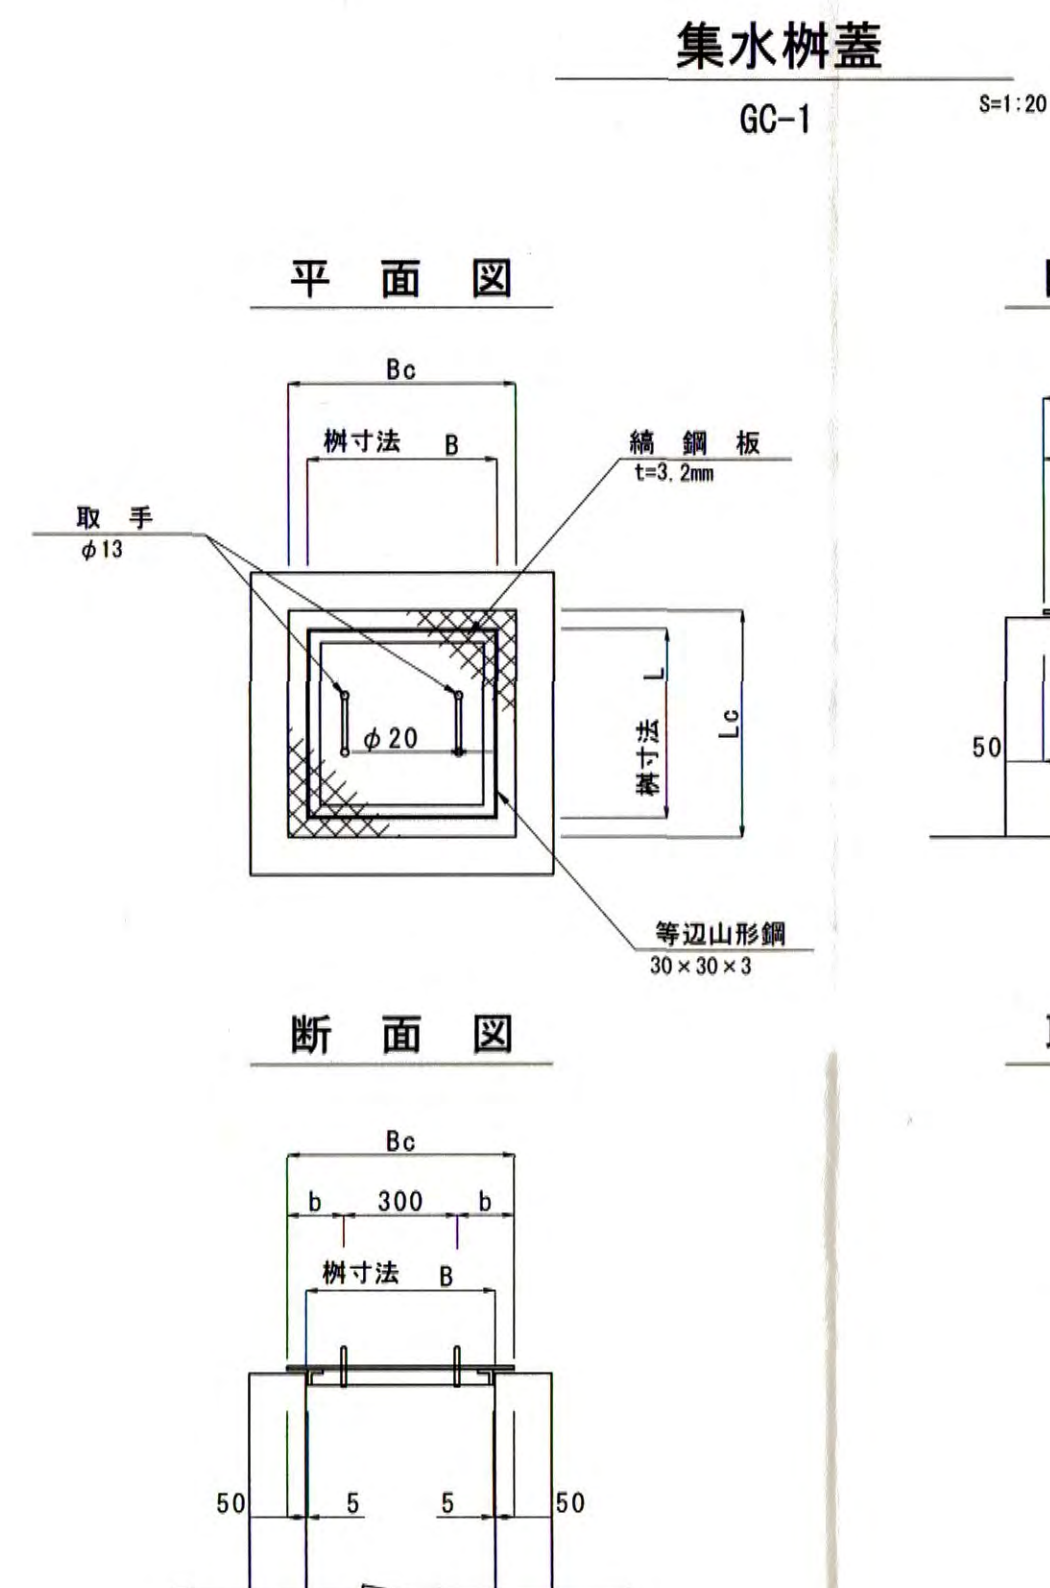 集水桝蓋
GC-1
S=1:20
平 面 図
Bc
桝寸法 B
縞 鋼 板
t=3.2mm
取 手
φ13
φ20
桝寸法 L
Lc
50
等辺山形鋼
30×30×3
断 面 図
Bc
b 300 b
桝寸法 B
50 5 5 50